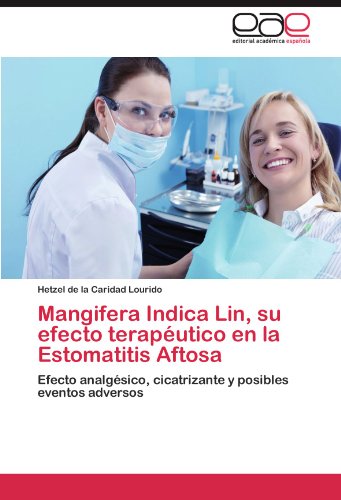 eae
editorial académica española
Hetzel de la Caridad Lourido
Mangifera Indica Lin, su
efecto terapéutico en la
Estomatitis Aftosa
Efecto analgésico, cicatrizante y posibles
eventos adversos